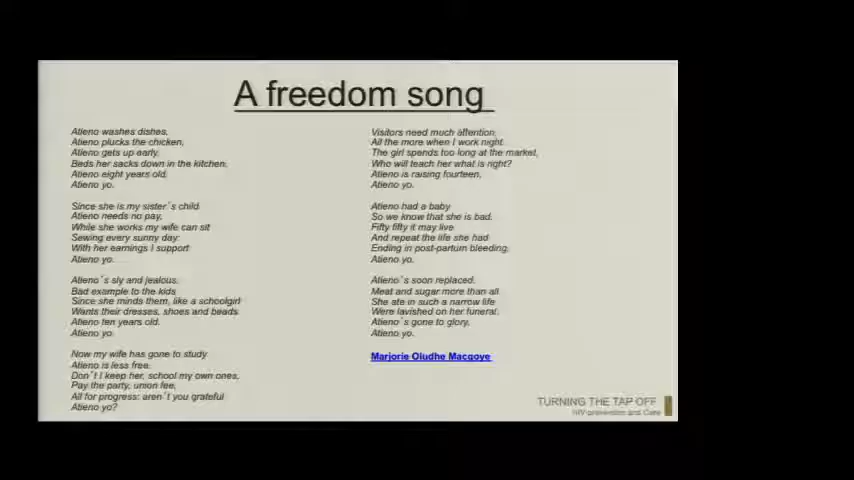 A freedom song
Atieno washes dishes,
Atieno plucks the chicken,
Atieno gets up early,
Beds her sacks down in the kitchen,
Atieno eight years old.
Atieno yo.
Since she is my sister´s child
Atieno needs no pay,
While she works my wife can sit
Sewing every sunny day:
With her earnings I support
Atieno yo.
Atieno´s sly and jealous,
Bad example to the kids
Since she minds them, like a schoolgirl
Wants their dresses, shoes and beads
Atieno ten years old.
Atieno yo.
Now my wife has gone to study
Atieno is less free.
Don´t I keep her, school my own ones,
Pay the party, union fee,
All for progress: aren´t you grateful
Atieno yo?
Visitors need much attention,
All the more when I work night.
The girl spends too long at the market,
Who will teach her what is right?
Atieno is raising fourteen,
Atieno yo.
Atieno had a baby
So we know that she is bad.
Fifty fifty it may live
And repeat the life she had
Ending in post-partum bleeding.
Atieno yo.
Atieno´s soon replaced.
Meat and sugar more than all
She ate in such a narrow life
Were lavished on her funeral.
Atieno´s gone to glory,
Atieno yo.
Marjorie Oludhe Macgoye
TURNING THE TAP OFF
HIV prevention and Care